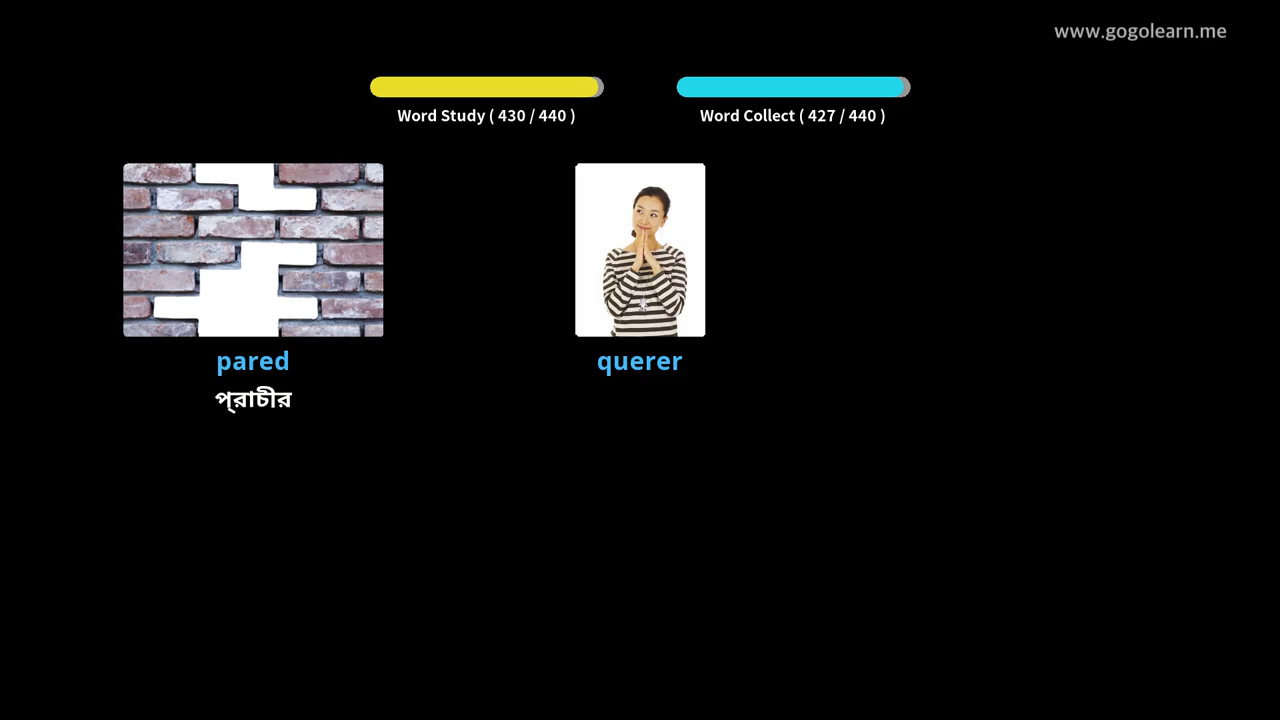 www.gogolearn.me
Word Study ( 430 / 440 )
Word Collect ( 427 / 440 )
pared
querer
প্রাচীর